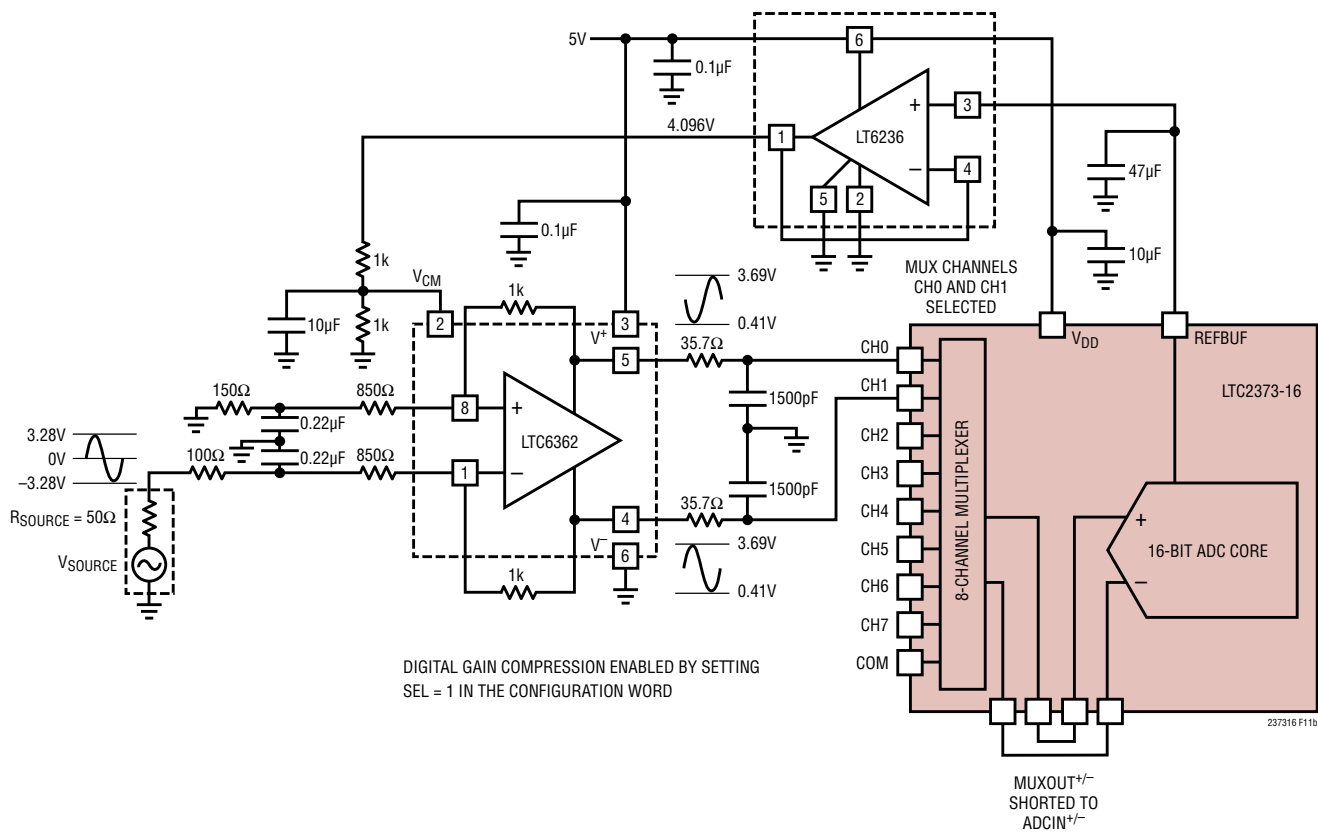 5V
6
0.1µF
+
3
4.096V
1
LT6236
–
4
47µF
5
2
0.1µF
10µF
1k
VCM
1k
3.69V
MUX CHANNELS
CH0 AND CH1
SELECTED
10µF
1k
2
V+
3
0.41V
VDD
REFBUF
5
35.7Ω
CH0
150Ω
850Ω
LTC2373-16
CH1
1500pF
8
+
0.22µF
LTC6362
CH2
3.28V
0V
–3.28V
100Ω
0.22µF
850Ω
1
–
CH3
1500pF
RSOURCE = 50Ω
CH4
+
35.7Ω
4
V–
3.69V
CH5
16-BIT ADC CORE
8-CHANNEL MULTIPLEXER
VSOURCE
6
CH6
–
1k
0.41V
CH7
COM
DIGITAL GAIN COMPRESSION ENABLED BY SETTING
SEL = 1 IN THE CONFIGURATION WORD
237316 F11b
MUXOUT+/–
SHORTED TO
ADCIN+/–